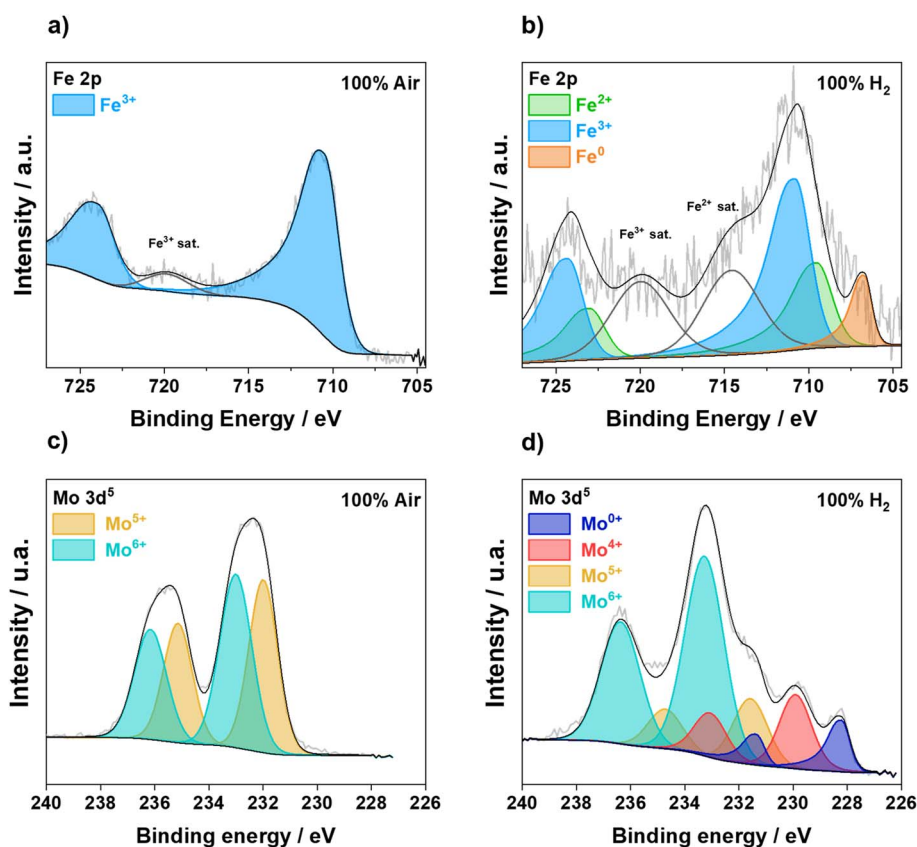 a)
Fe 2p
100% Air
Fe³⁺
Fe³⁺ sat.
Intensity / a.u.
725 720 715 710 705
Binding Energy / eV
b)
Fe 2p
100% H₂
Fe²⁺
Fe³⁺
Fe⁰
Fe²⁺ sat.
Fe³⁺ sat.
Intensity / a.u.
725 720 715 710 705
Binding Energy / eV
c)
Mo 3d⁵
100% Air
Mo⁵⁺
Mo⁶⁺
Intensity / u.a.
240 238 236 234 232 230 228 226
Binding energy / eV
d)
Mo 3d⁵
100% H₂
Mo⁰⁺
Mo⁴⁺
Mo⁵⁺
Mo⁶⁺
Intensity / u.a.
240 238 236 234 232 230 228 226
Binding energy / eV